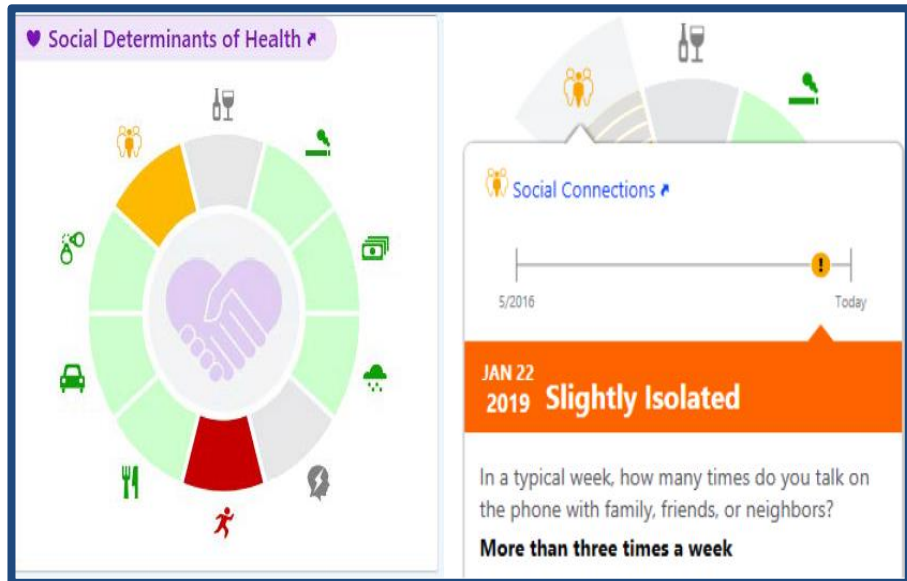 Social Determinants of Health
Social Connections
5/2016
Today
JAN 22
2019 Slightly Isolated
In a typical week, how many times do you talk on
the phone with family, friends, or neighbors?
More than three times a week